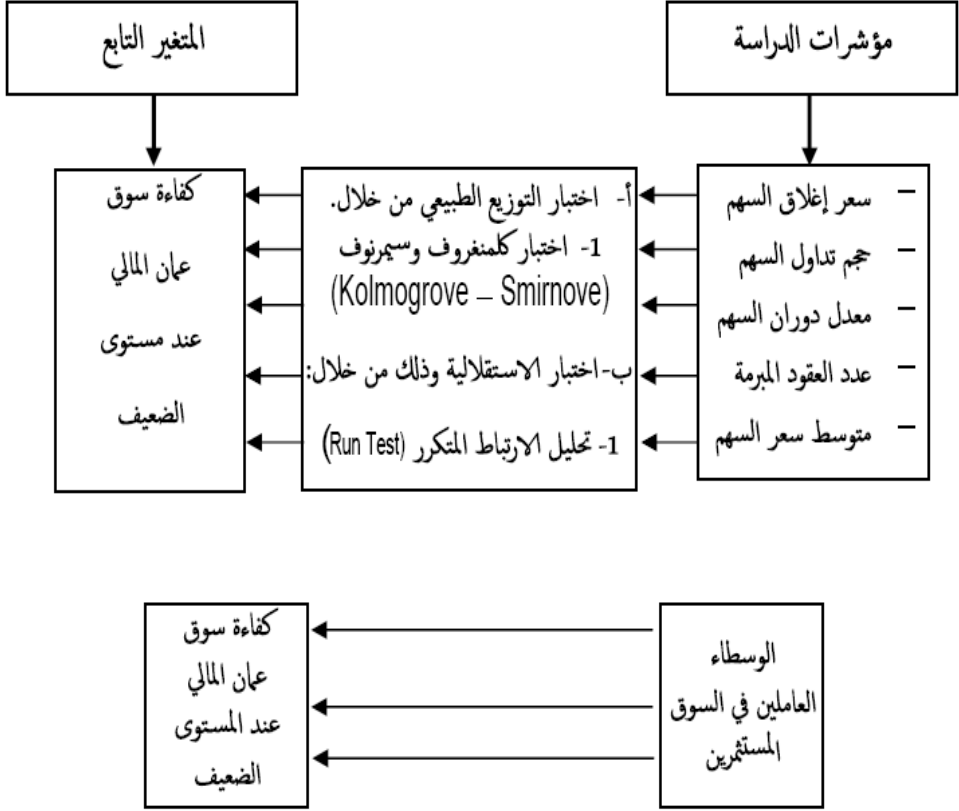 مؤشرات الدراسة
المتغير التابع
– سعر إغلاق السهم
– حجم تداول السهم
– معدل دوران السهم
– عدد العقود المبرمة
– متوسط سعر السهم
أ- اختبار التوزيع الطبيعي من خلال.
1- اختبار كلمنغروف وسيمرنوف
(Kolmogrove – Smirnove)
ب-اختبار الاستقلالية وذلك من خلال:
1- تحليل الارتباط المتكرر (Run Test)
كفاءة سوق
عمان المالي
عند مستوى
الضعيف
الوسطاء
العاملين في السوق
المستثمرين
كفاءة سوق
عمان المالي
عند المستوى
الضعيف